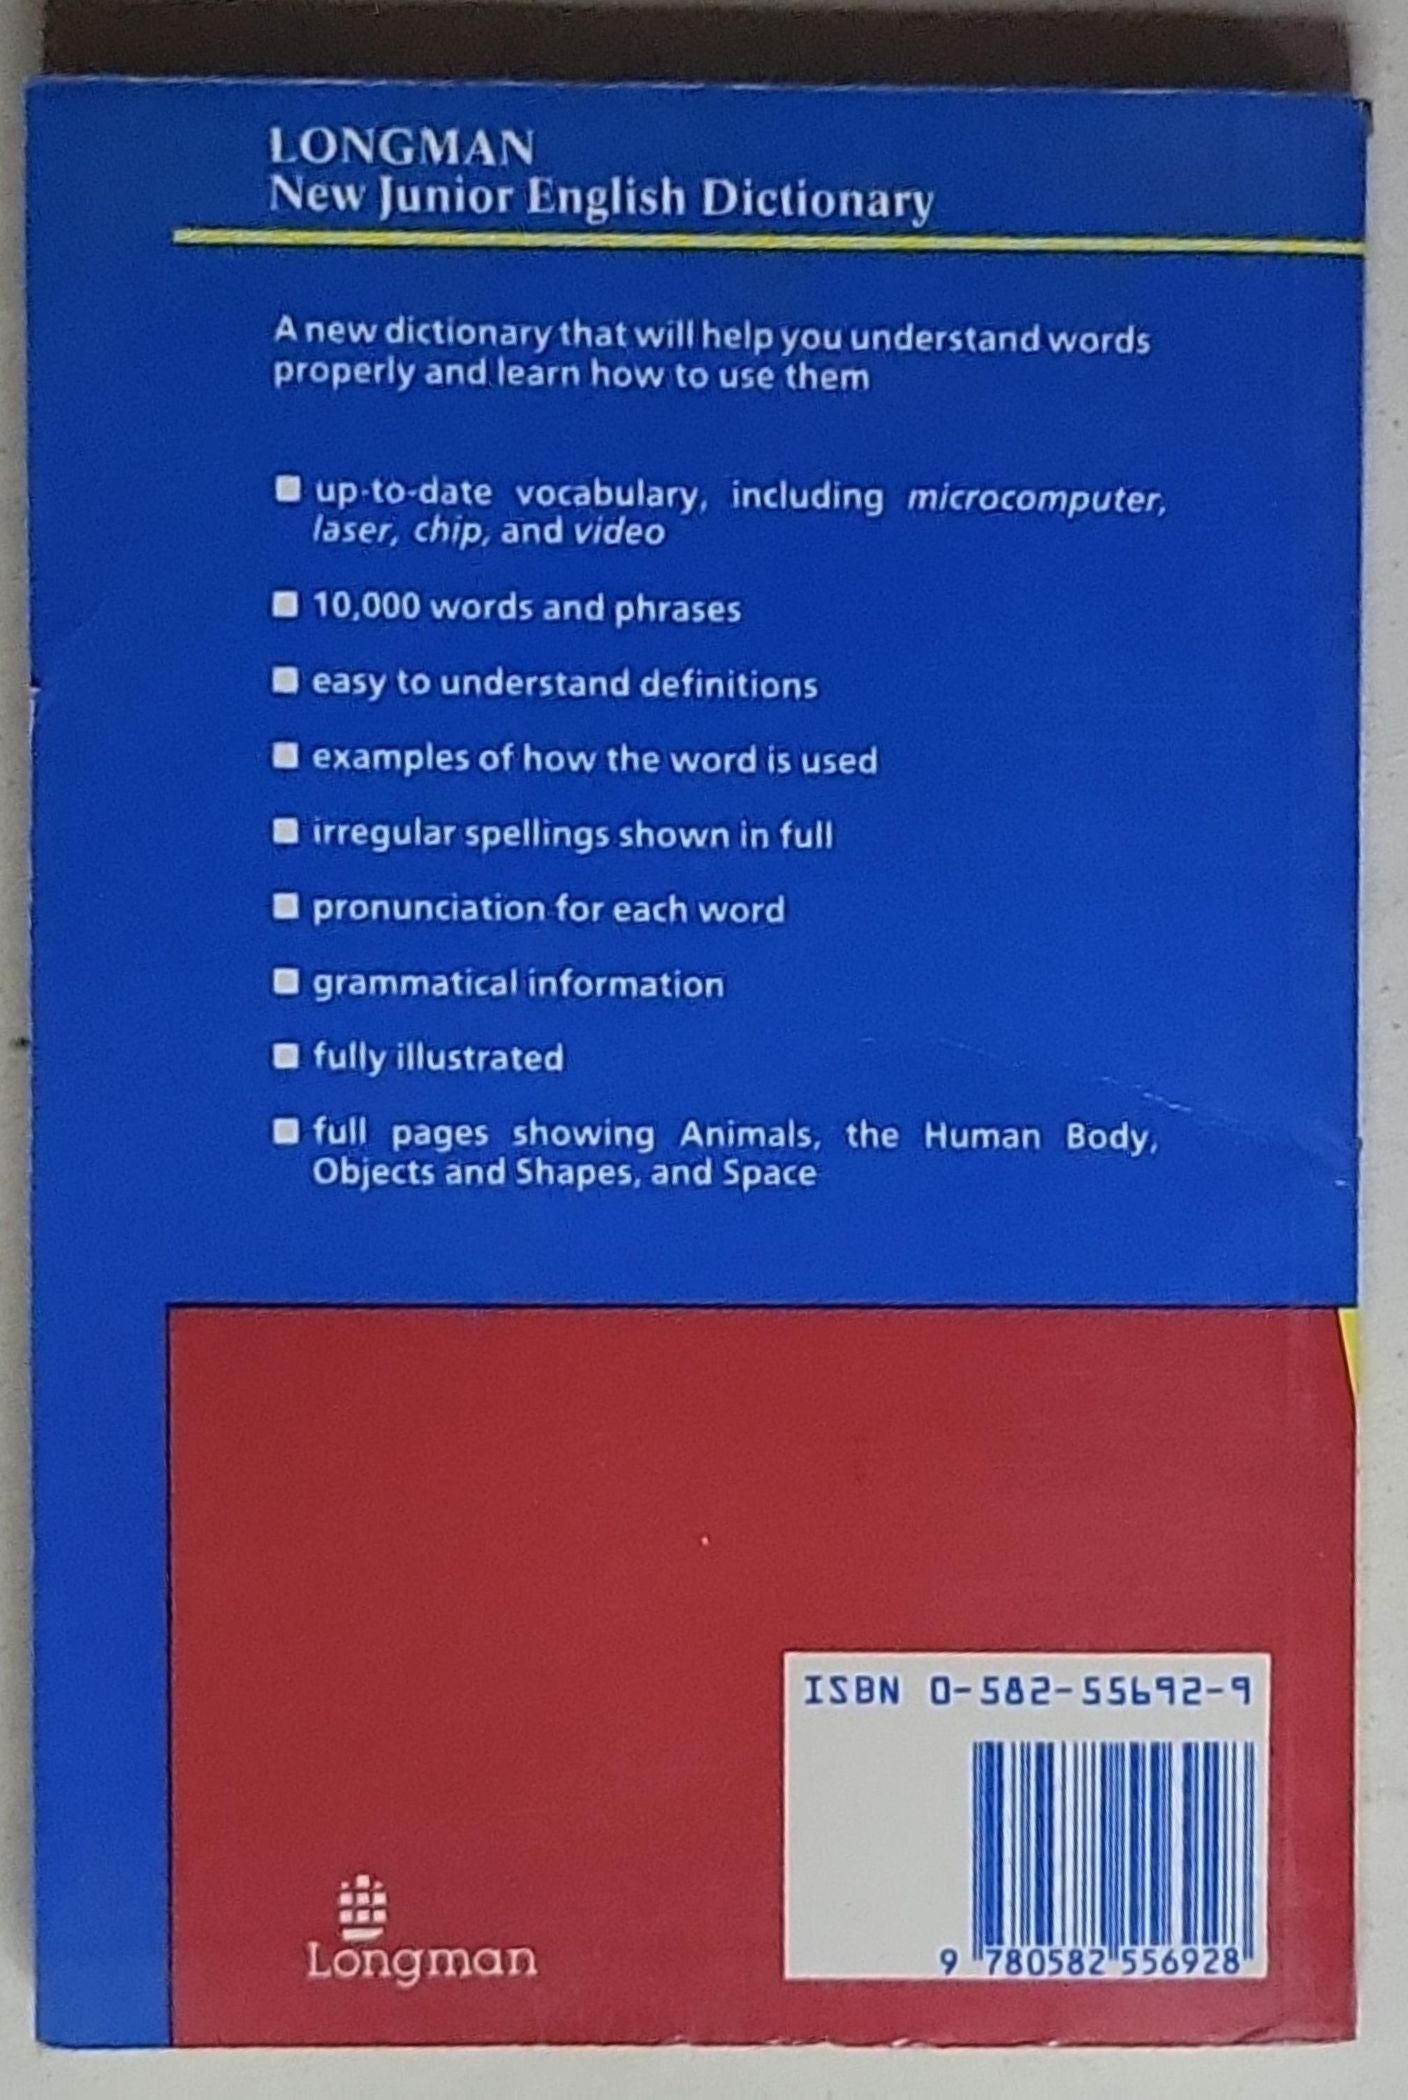 LONGMAN
New Junior English Dictionary
A new dictionary that will help you understand words
properly and learn how to use them
■ up-to-date vocabulary, including microcomputer,
laser, chip, and video
■ 10,000 words and phrases
■ easy to understand definitions
■ examples of how the word is used
■ irregular spellings shown in full
■ pronunciation for each word
■ grammatical information
■ fully illustrated
■ full pages showing Animals, the Human Body,
Objects and Shapes, and Space
ISBN 0-582-55692-9
9 780582 556928
Longman